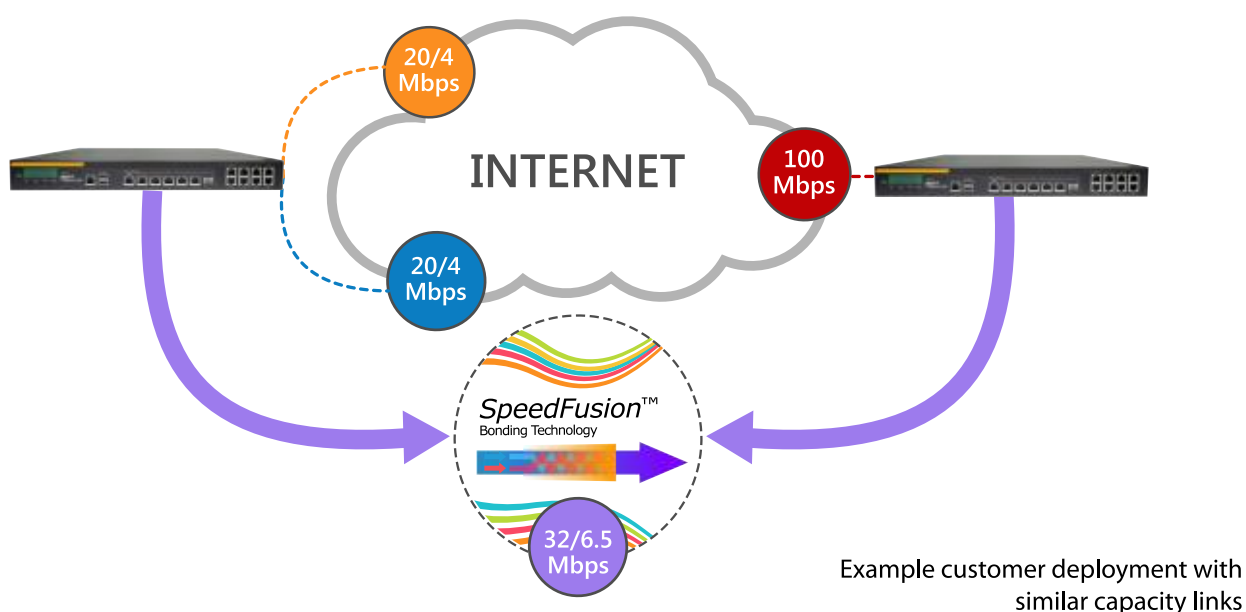 20/4
Mbps
INTERNET
100
Mbps
20/4
Mbps
SpeedFusion™
Bonding Technology
32/6.5
Mbps
Example customer deployment with
similar capacity links